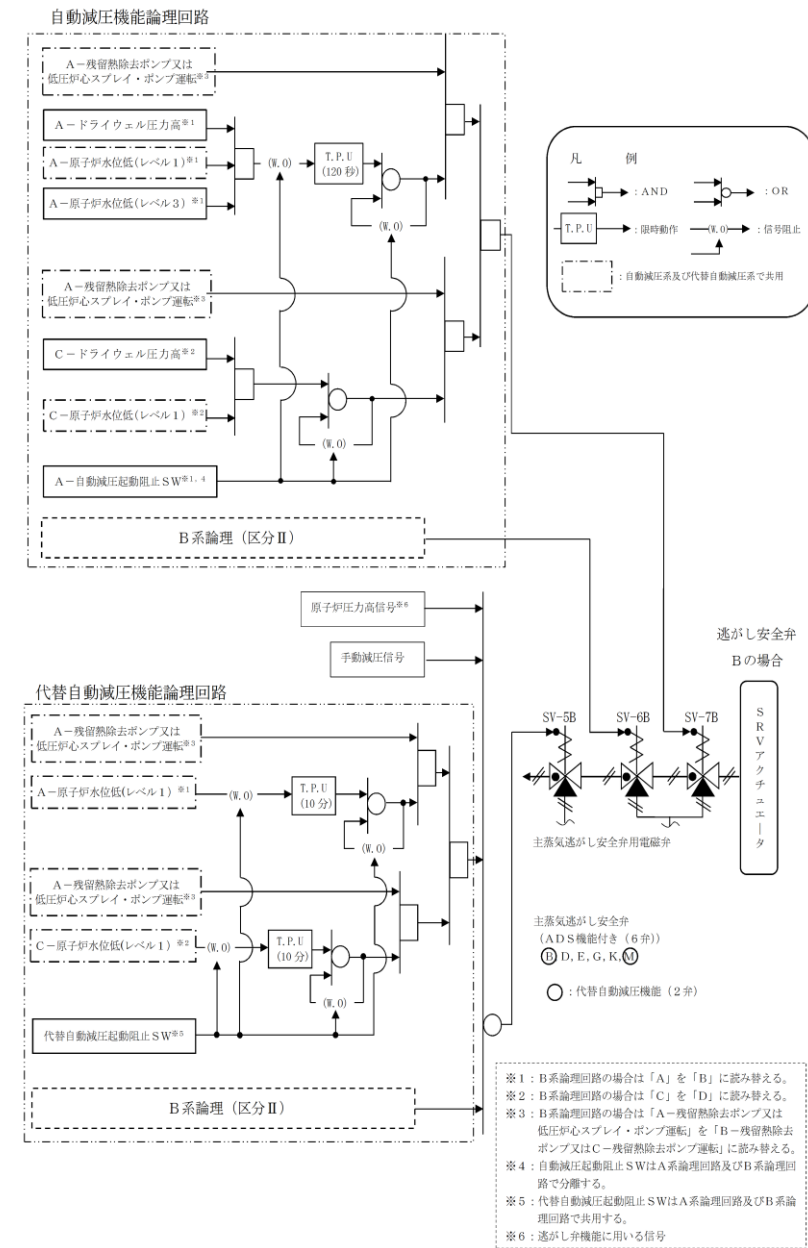 自動減圧機能論理回路
A－残留熱除去ポンプ又は
低圧炉心スプレイ・ポンプ運転※3
A－ドライウェル圧力高※1
A－原子炉水位低(レベル1)※1
A－原子炉水位低(レベル3)※1
(W.O)
T.P.U
(120秒)
(W.O)
A－残留熱除去ポンプ又は
低圧炉心スプレイ・ポンプ運転※3
C－ドライウェル圧力高※2
C－原子炉水位低(レベル1)※2
(W.O)
A－自動減圧起動阻止SW※1,4
B系論理(区分Ⅱ)
凡 例
:AND
:OR
T.P.U
:限時動作
(W.O)
:信号阻止
:自動減圧系及び代替自動減圧系で共用
原子炉圧力高信号※6
手動減圧信号
逃がし安全弁
Bの場合
SV-5B
SV-6B
SV-7B
SRVアクチュエータ
主蒸気逃がし安全弁用電磁弁
代替自動減圧機能論理回路
A－残留熱除去ポンプ又は
低圧炉心スプレイ・ポンプ運転※3
A－原子炉水位低(レベル1)※1
(W.O)
T.P.U
(10分)
(W.O)
A－残留熱除去ポンプ又は
低圧炉心スプレイ・ポンプ運転※3
C－原子炉水位低(レベル1)※2
(W.O)
T.P.U
(10分)
(W.O)
代替自動減圧起動阻止SW※5
B系論理(区分Ⅱ)
主蒸気逃がし安全弁
(ADS機能付き(6弁))
B,D,E,G,K,M
:代替自動減圧機能(2弁)
※1:B系論理回路の場合は「A」を「B」に読み替える。
※2:B系論理回路の場合は「C」を「D」に読み替える。
※3:B系論理回路の場合は「A－残留熱除去ポンプ又は
低圧炉心スプレイ・ポンプ運転」を「B－残留熱除去
ポンプ又はC－残留熱除去ポンプ運転」に読み替える。
※4:自動減圧起動阻止SWはA系論理回路及びB系論理回
路で分離する。
※5:代替自動減圧起動阻止SWはA系論理回路及びB系論
理回路で共用する。
※6:逃がし弁機能に用いる信号